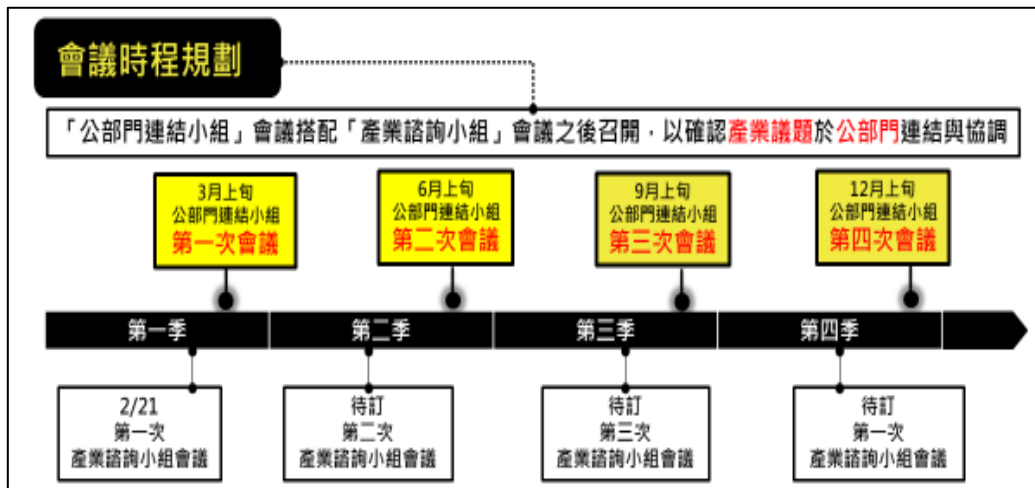 會議時程規劃
「公部門連結小組」會議搭配「產業諮詢小組」會議之後召開，以確認產業議題於公部門連結與協調
3月上旬
公部門連結小組
第一次會議
6月上旬
公部門連結小組
第二次會議
9月上旬
公部門連結小組
第三次會議
12月上旬
公部門連結小組
第四次會議
第一季
第二季
第三季
第四季
2/21
第一次
產業諮詢小組會議
待訂
第二次
產業諮詢小組會議
待訂
第三次
產業諮詢小組會議
待訂
第一次
產業諮詢小組會議